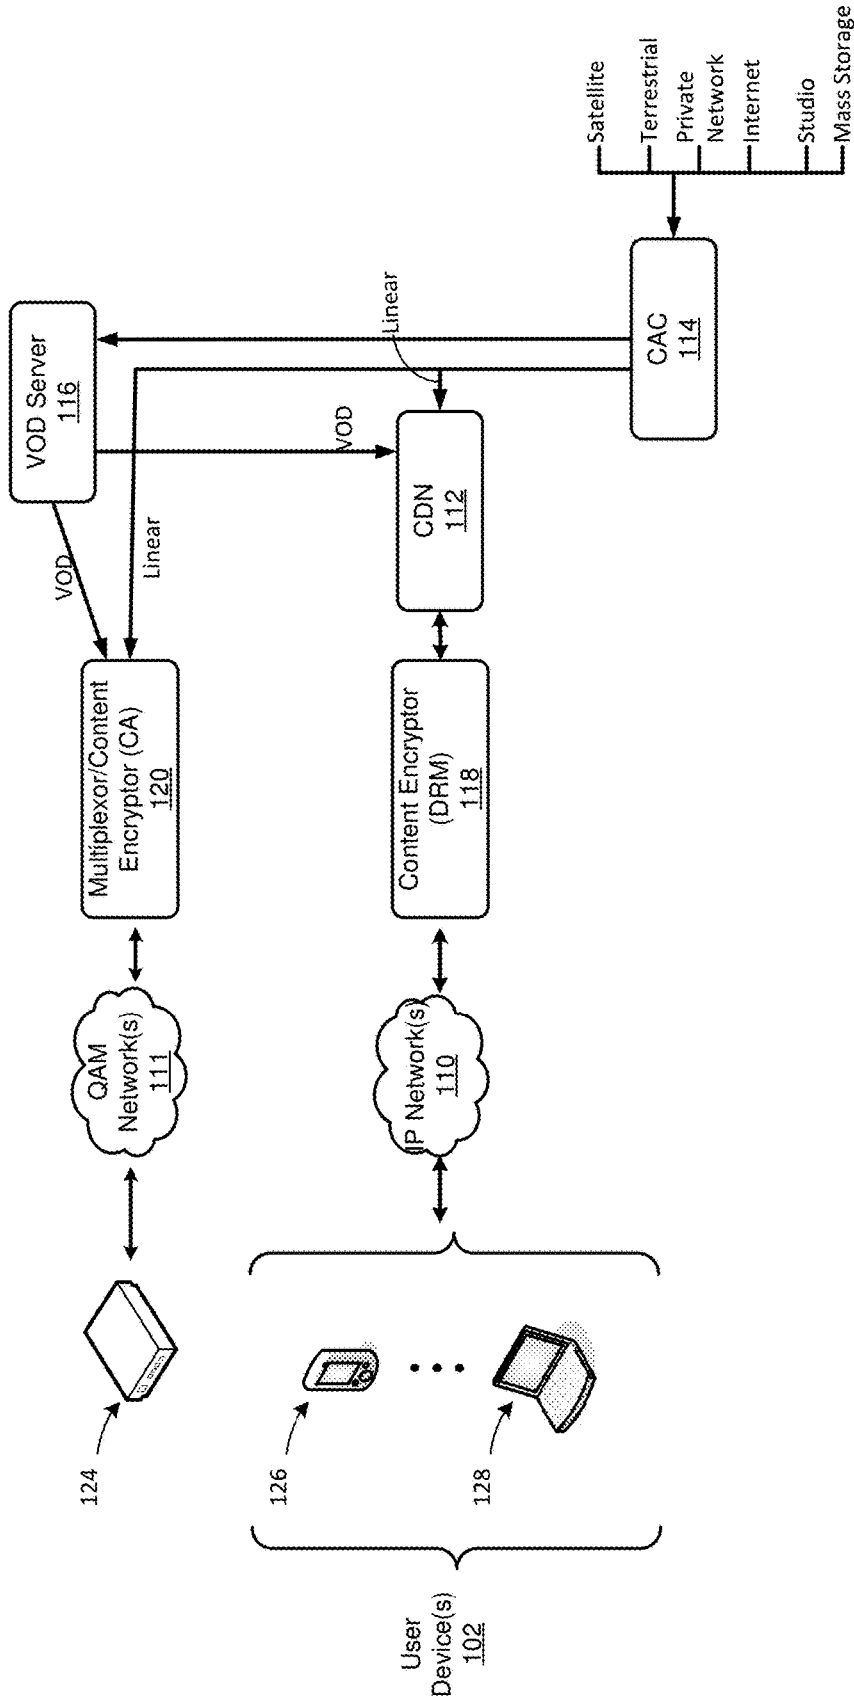 124
QAM
Network(s)
111
Multiplexor/Content
Encryptor (CA)
120
VOD
Linear
VOD Server
116
User
Device(s)
102
126
128
IP Network(s)
110
Content Encryptor
(DRM)
118
CDN
112
VOD
Linear
CAC
114
Satellite
Terrestrial
Private
Network
Internet
Studio
Mass Storage